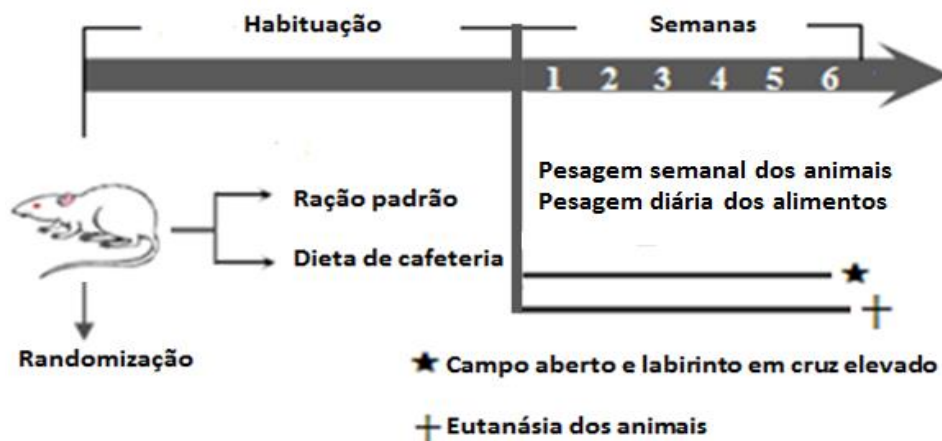 Habituação
Semanas
1 2 3 4 5 6
Pesagem semanal dos animais
Pesagem diária dos alimentos
Ração padrão
Dieta de cafeteria
Randomização
Campo aberto e labirinto em cruz elevado
Eutanásia dos animais